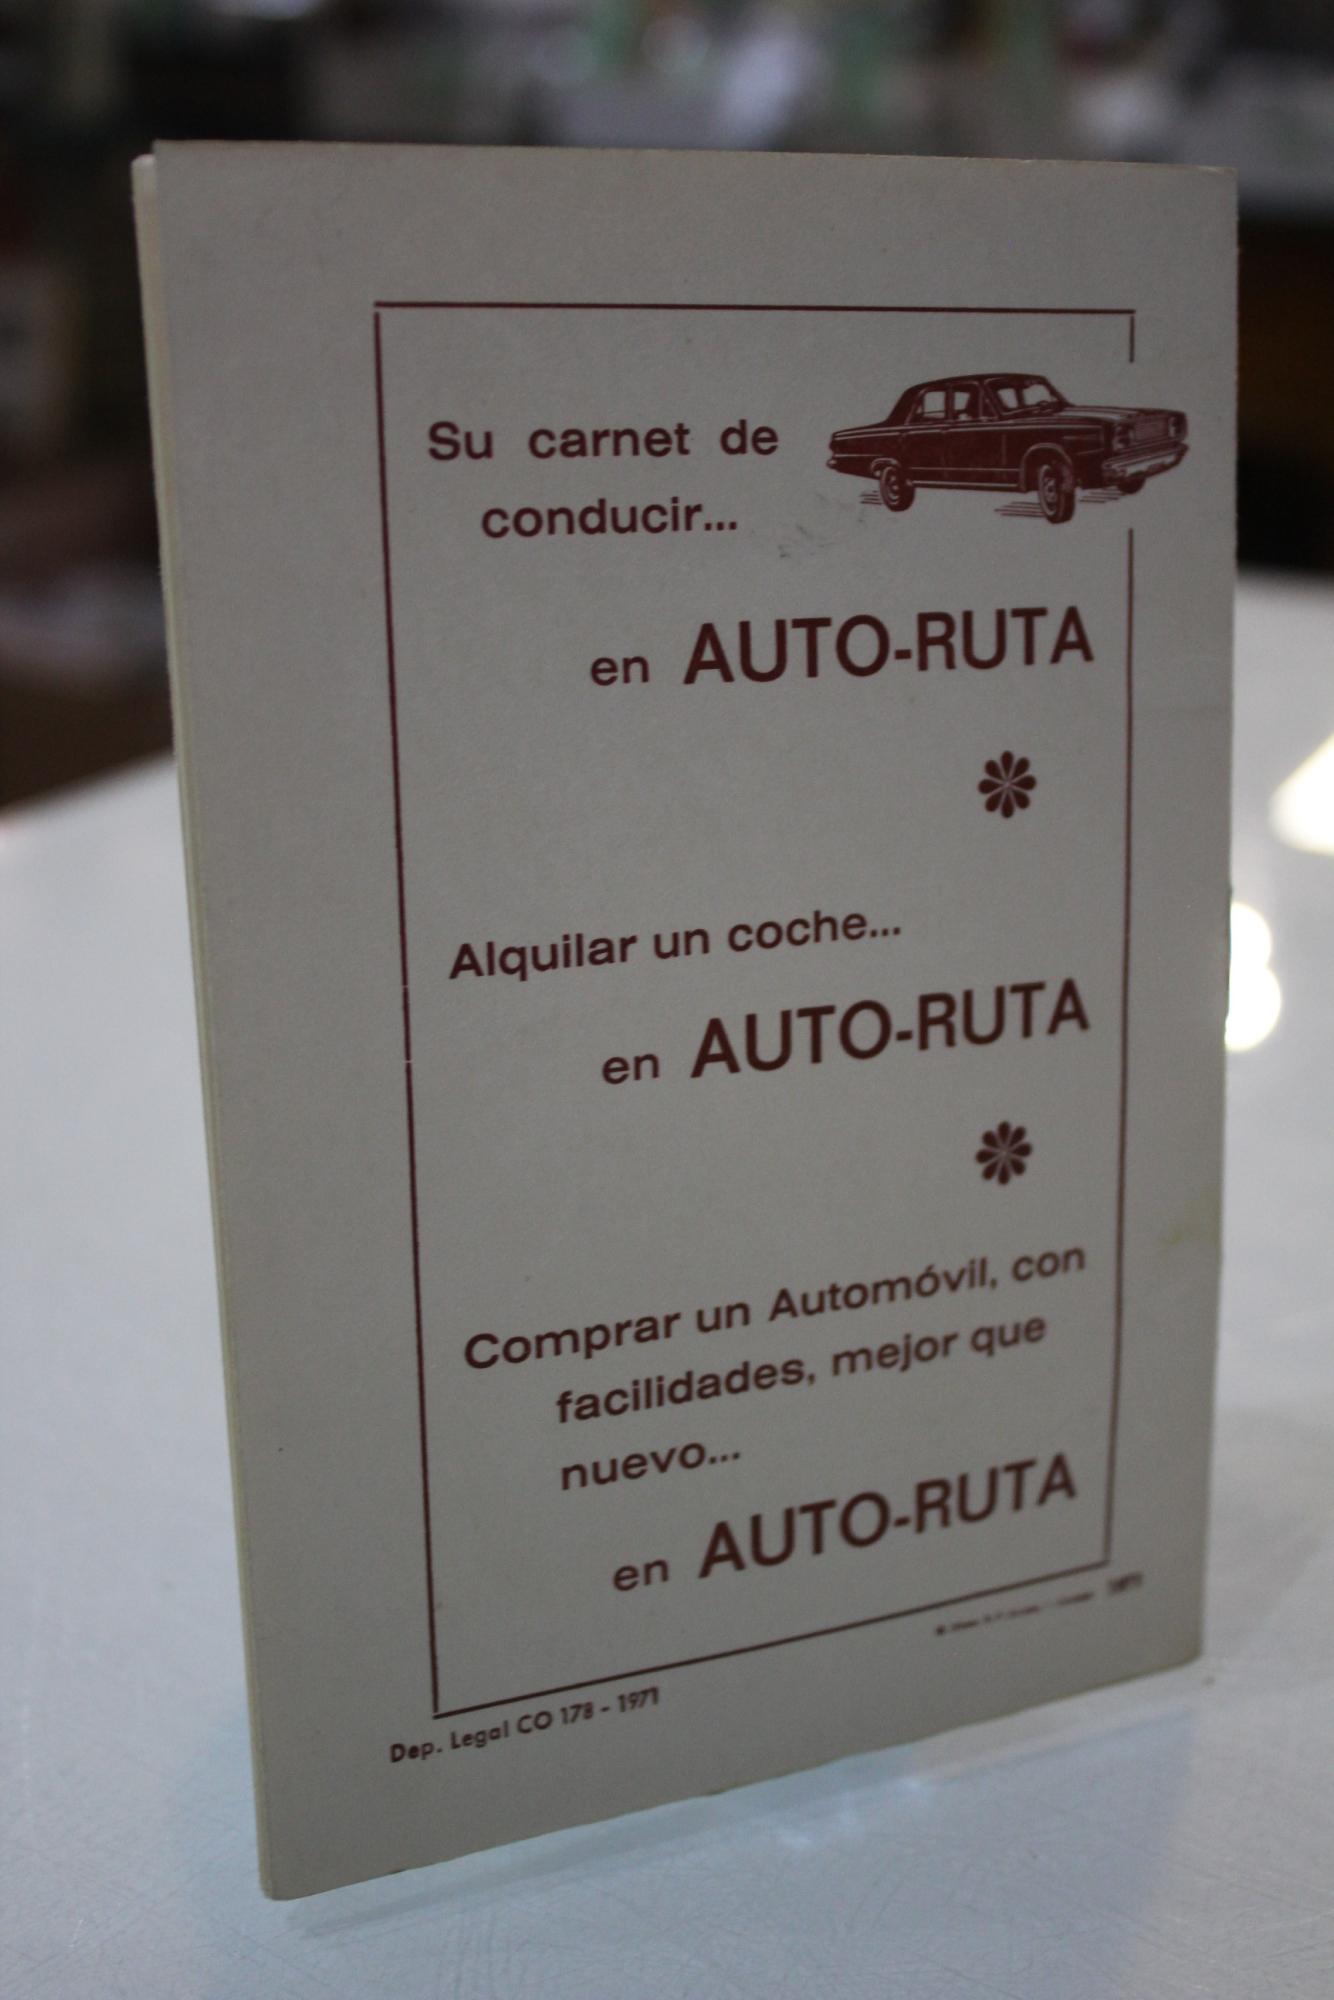 Su carnet de
conducir...
en AUTO-RUTA
Alquilar un coche...
en AUTO-RUTA
Comprar un Automóvil, con
facilidades, mejor que
nuevo...
en AUTO-RUTA
Dep. Legal CO 178 - 1971